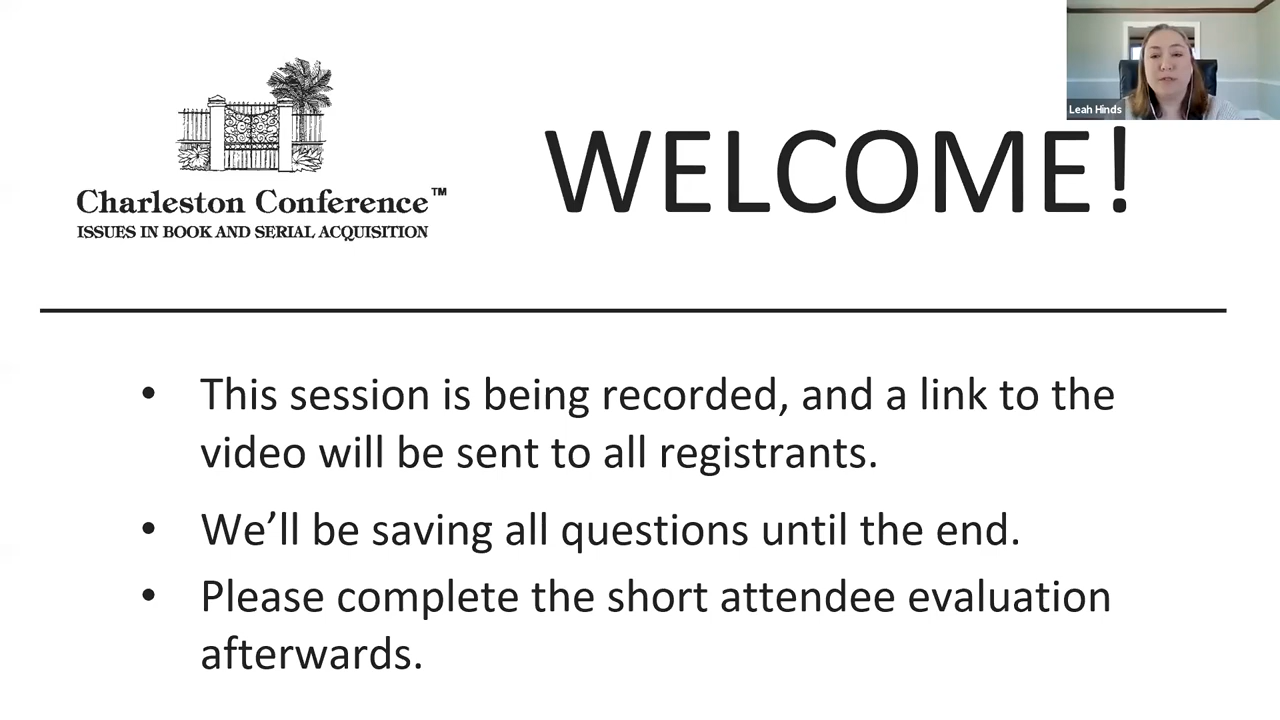 Leah Hinds
WELCOME!
Charleston Conference™
ISSUES IN BOOK AND SERIAL ACQUISITION
• This session is being recorded, and a link to the
video will be sent to all registrants.
• We’ll be saving all questions until the end.
• Please complete the short attendee evaluation
afterwards.